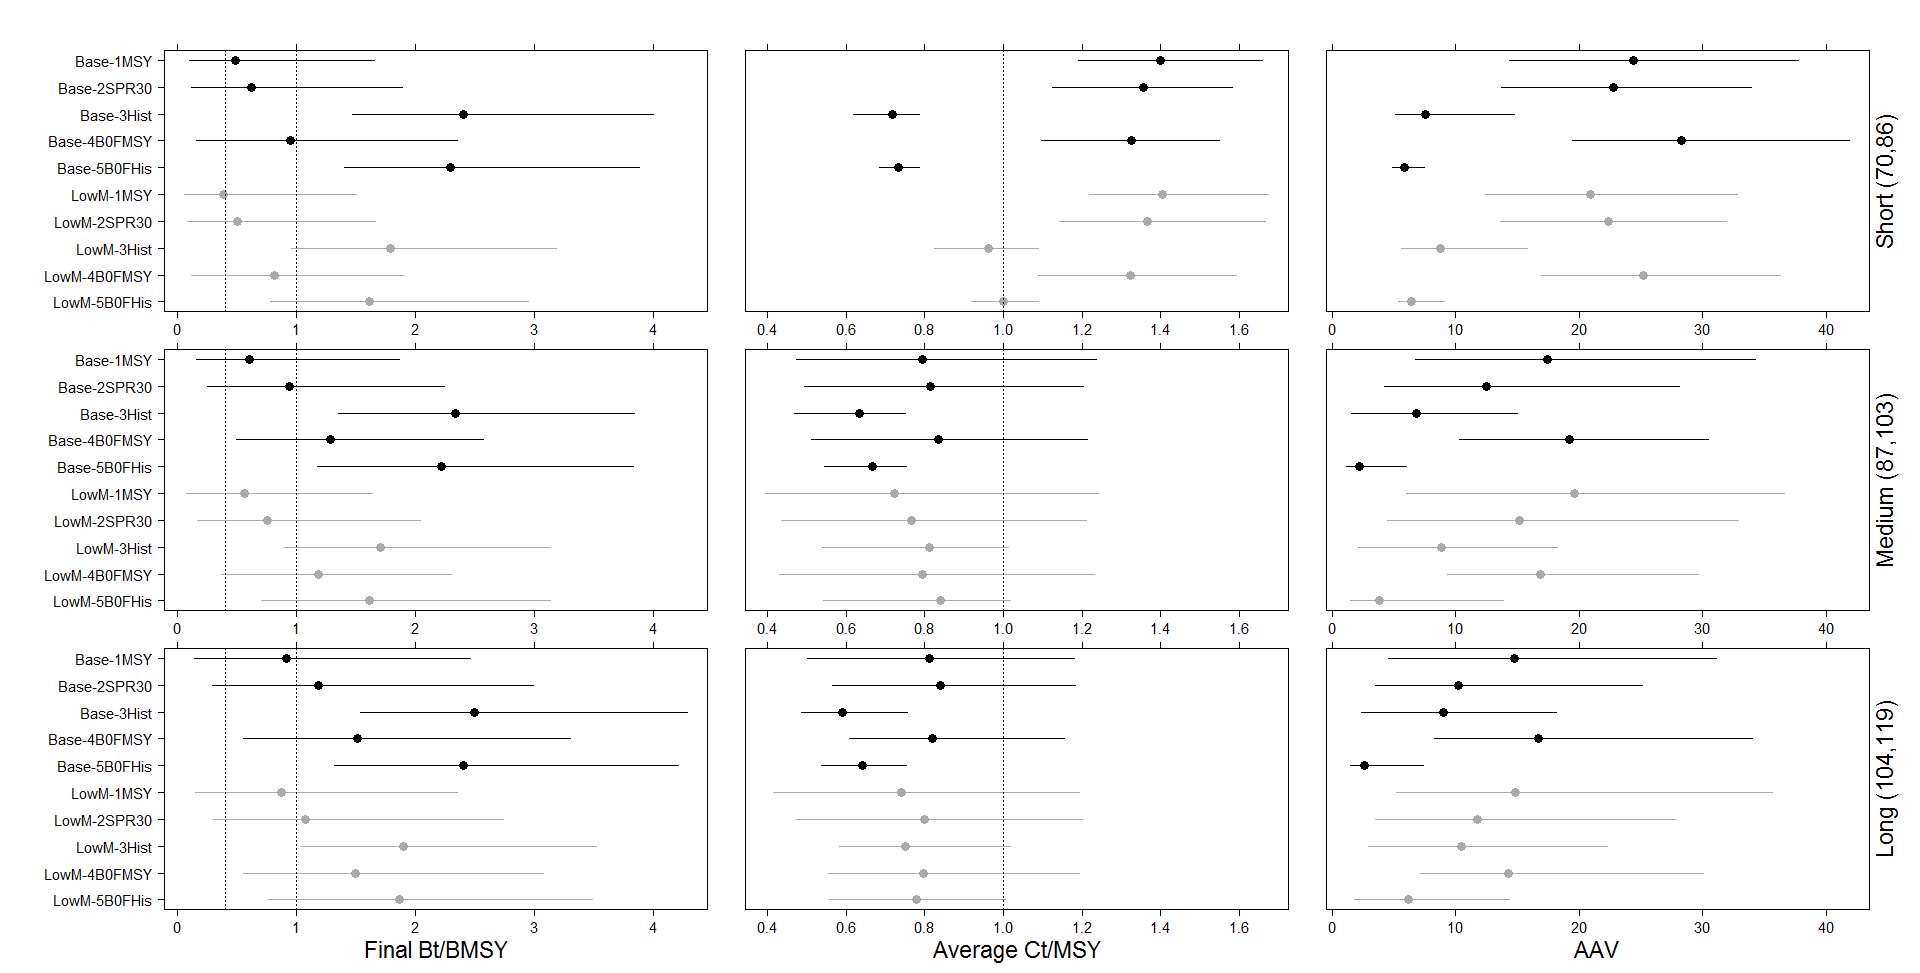 Base-1MSY
Base-2SPR30
Base-3Hist
Base-4B0FMSY
Base-5B0FHis
LowM-1MSY
LowM-2SPR30
LowM-3Hist
LowM-4B0FMSY
LowM-5B0FHis
0 1 2 3 4
0.4 0.6 0.8 1.0 1.2 1.4 1.6
0 10 20 30 40
Short (70,86)
Base-1MSY
Base-2SPR30
Base-3Hist
Base-4B0FMSY
Base-5B0FHis
LowM-1MSY
LowM-2SPR30
LowM-3Hist
LowM-4B0FMSY
LowM-5B0FHis
0 1 2 3 4
0.4 0.6 0.8 1.0 1.2 1.4 1.6
0 10 20 30 40
Medium (87,103)
Base-1MSY
Base-2SPR30
Base-3Hist
Base-4B0FMSY
Base-5B0FHis
LowM-1MSY
LowM-2SPR30
LowM-3Hist
LowM-4B0FMSY
LowM-5B0FHis
0 1 2 3 4
0.4 0.6 0.8 1.0 1.2 1.4 1.6
0 10 20 30 40
Long (104,119)
Final Bt/BMSY
Average Ct/MSY
AAV